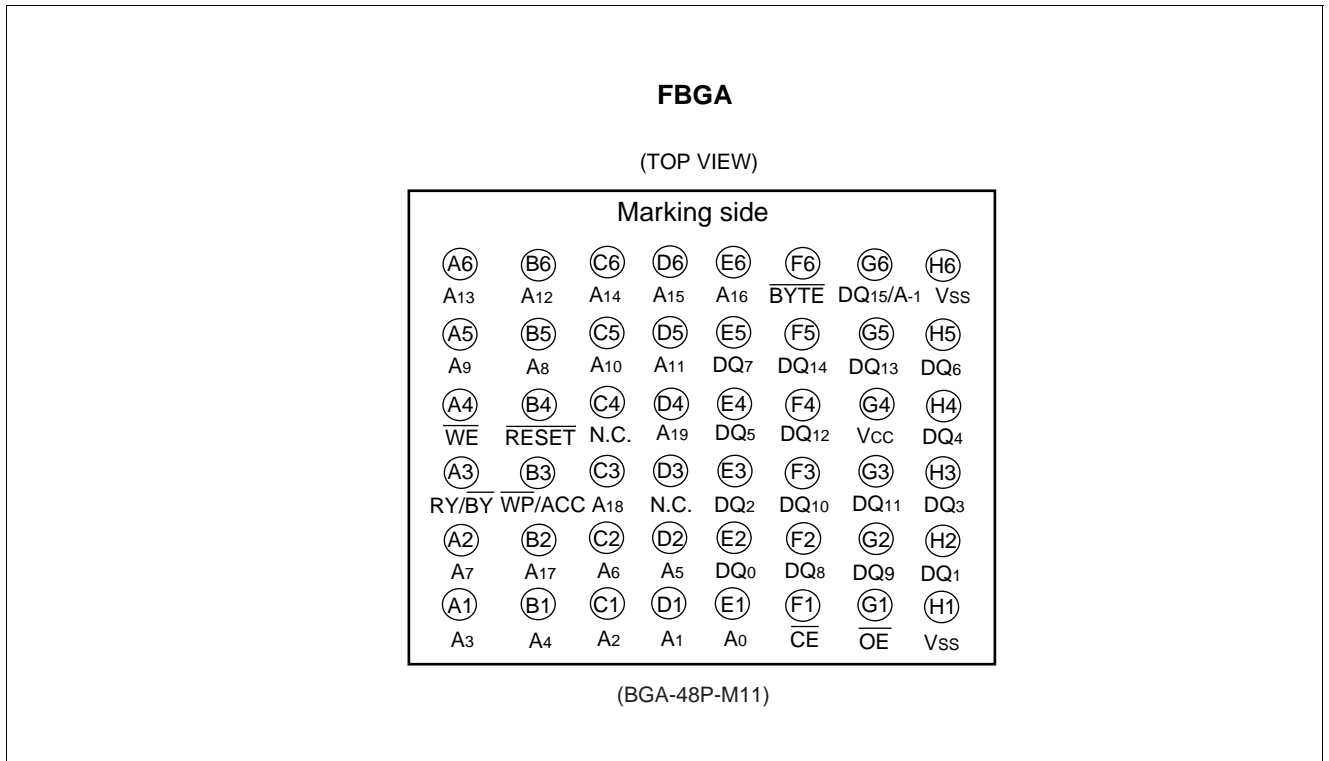 FBGA
(TOP VIEW)
Marking side
A6 B6 C6 D6 E6 F6 G6 H6
A13 A12 A14 A15 A16 BYTE DQ15/A-1 VSS
A5 B5 C5 D5 E5 F5 G5 H5
A9 A8 A10 A11 DQ7 DQ14 DQ13 DQ6
A4 B4 C4 D4 E4 F4 G4 H4
WE RESET N.C. A19 DQ5 DQ12 VCC DQ4
A3 B3 C3 D3 E3 F3 G3 H3
RY/BY WP/ACC A18 N.C. DQ2 DQ10 DQ11 DQ3
A2 B2 C2 D2 E2 F2 G2 H2
A7 A17 A6 A5 DQ0 DQ8 DQ9 DQ1
A1 B1 C1 D1 E1 F1 G1 H1
A3 A4 A2 A1 A0 CE OE VSS
(BGA-48P-M11)